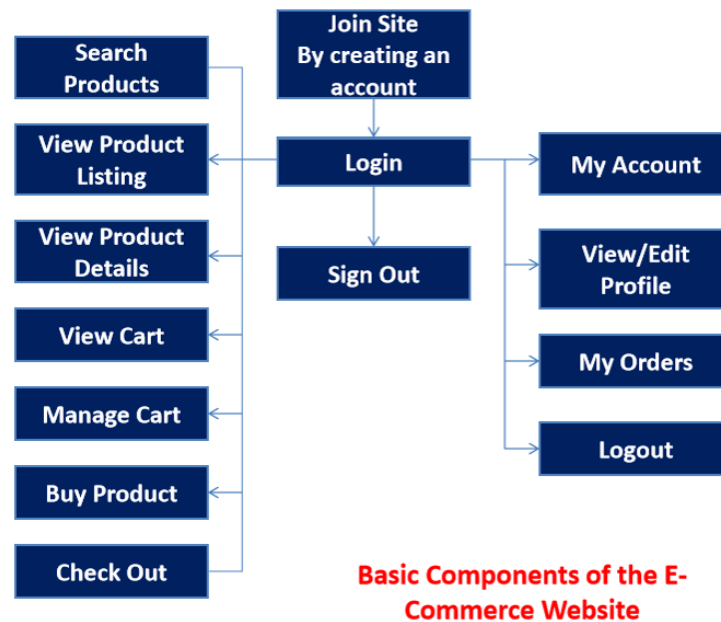 Join Site
By creating an
account
Search
Products
View Product
Listing
Login
My Account
View Product
Details
Sign Out
View/Edit
Profile
View Cart
My Orders
Manage Cart
Logout
Buy Product
Check Out
Basic Components of the E-
Commerce Website